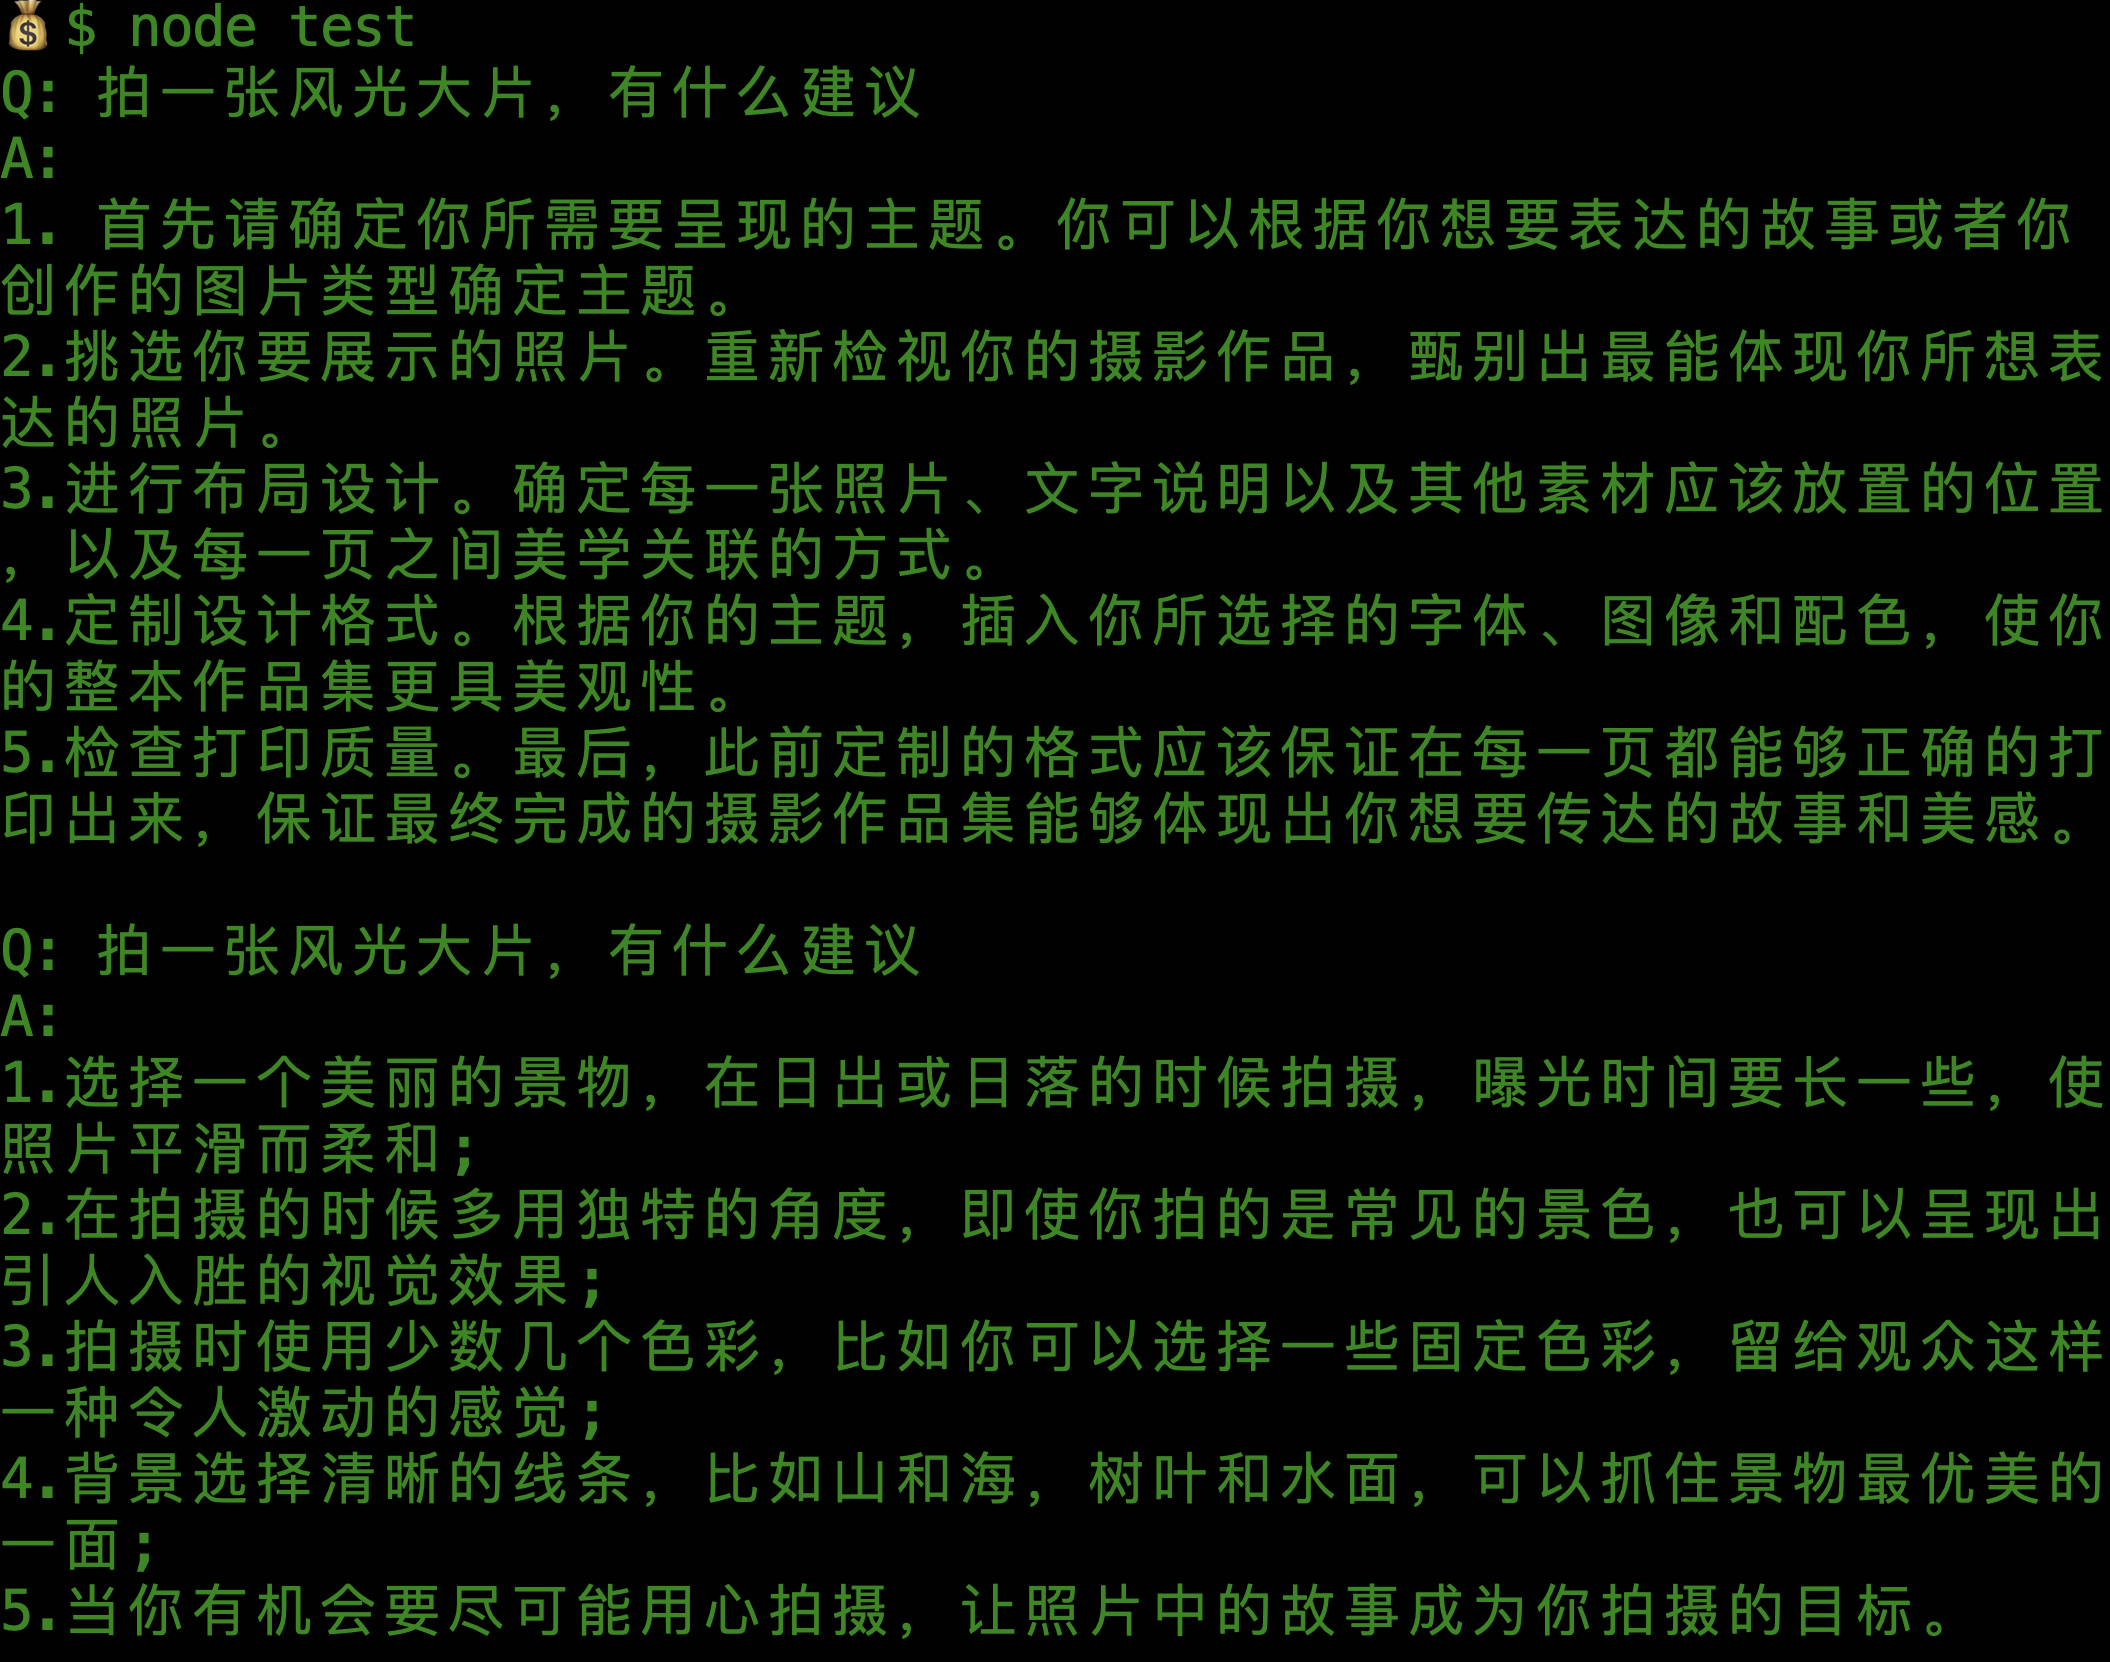 $ node test
Q: 拍一张风光大片，有什么建议
A:
1. 首先请确定你所需要呈现的主题。你可以根据你想要表达的故事或者你
创作的图片类型确定主题。
2.挑选你要展示的照片。重新检视你的摄影作品，甄别出最能体现你所想表
达的照片。
3.进行布局设计。确定每一张照片、文字说明以及其他素材应该放置的位置
，以及每一页之间美学关联的方式。
4.定制设计格式。根据你的主题，插入你所选择的字体、图像和配色，使你
的整本作品集更具美观性。
5.检查打印质量。最后，此前定制的格式应该保证在每一页都能够正确的打
印出来，保证最终完成的摄影作品集能够体现出你想要传达的故事和美感。
Q: 拍一张风光大片，有什么建议
A:
1.选择一个美丽的景物，在日出或日落的时候拍摄，曝光时间要长一些，使
照片平滑而柔和；
2.在拍摄的时候多用独特的角度，即使你拍的是常见的景色，也可以呈现出
引人入胜的视觉效果；
3.拍摄时使用少数几个色彩，比如你可以选择一些固定色彩，留给观众这样
一种令人激动的感觉；
4.背景选择清晰的线条，比如山和海，树叶和水面，可以抓住景物最优美的
一面；
5.当你有机会要尽可能用心拍摄，让照片中的故事成为你拍摄的目标。